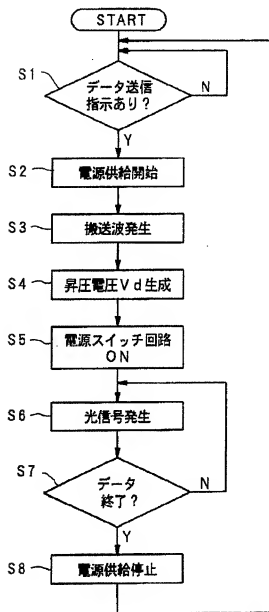 START
S1
データ送信
指示あり?
N
Y
S2
電源供給開始
S3
搬送波発生
S4
昇圧電圧Vd生成
S5
電源スイッチ回路
ON
S6
光信号発生
S7
データ
終了?
N
Y
S8
電源供給停止